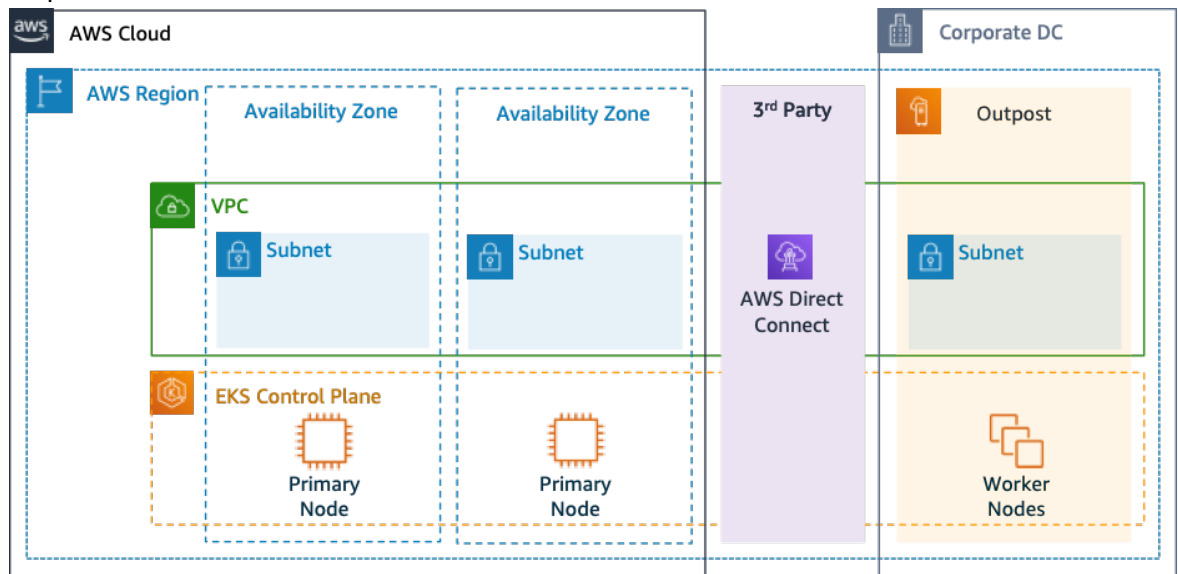 aws
AWS Cloud
Corporate DC
AWS Region
Availability Zone
Availability Zone
3rd Party
Outpost
VPC
Subnet
Subnet
Subnet
AWS Direct
Connect
EKS Control Plane
Primary
Node
Primary
Node
Worker
Nodes